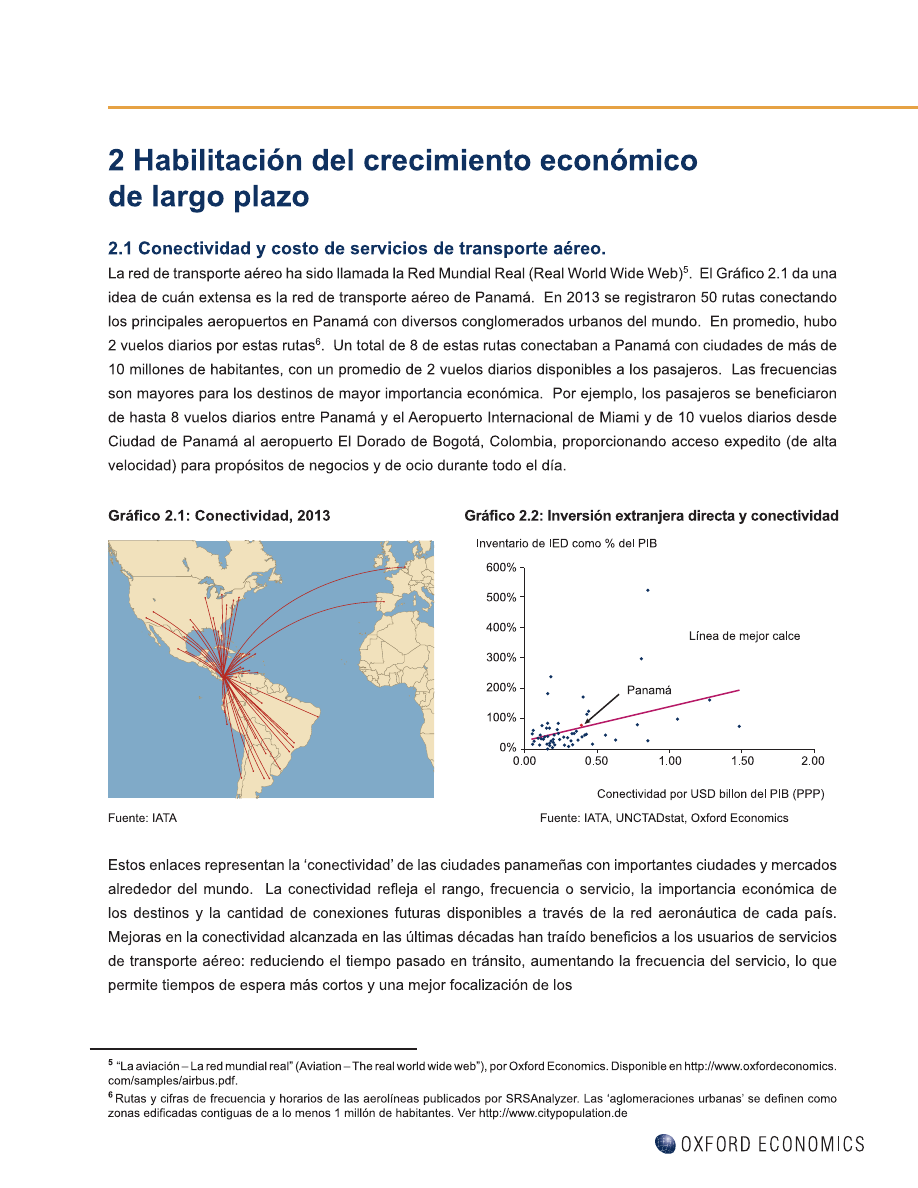 2 Habilitación del crecimiento económico
de largo plazo
2.1 Conectividad y costo de servicios de transporte aéreo.
La red de transporte aéreo ha sido llamada la Red Mundial Real (Real World Wide Web)5.  El Gráfico 2.1 da una
idea de cuán extensa es la red de transporte aéreo de Panamá.  En 2013 se registraron 50 rutas conectando
los principales aeropuertos en Panamá con diversos conglomerados urbanos del mundo.  En promedio, hubo
2 vuelos diarios por estas rutas6.  Un total de 8 de estas rutas conectaban a Panamá con ciudades de más de
10 millones de habitantes, con un promedio de 2 vuelos diarios disponibles a los pasajeros.  Las frecuencias
son mayores para los destinos de mayor importancia económica.  Por ejemplo, los pasajeros se beneficiaron
de hasta 8 vuelos diarios entre Panamá y el Aeropuerto Internacional de Miami y de 10 vuelos diarios desde
Ciudad de Panamá al aeropuerto El Dorado de Bogotá, Colombia, proporcionando acceso expedito (de alta
velocidad) para propósitos de negocios y de ocio durante todo el día.
Gráfico 2.1: Conectividad, 2013
Fuente: IATA
Gráfico 2.2: Inversión extranjera directa y conectividad
Inventario de IED como % del PIB
600%
500%
400%
300%
200%
100%
0%
Línea de mejor calce
Panamá
0.00 0.50 1.00 1.50 2.00
Conectividad por USD billon del PIB (PPP)
Fuente: IATA, UNCTADstat, Oxford Economics
Estos enlaces representan la ‘conectividad’ de las ciudades panameñas con importantes ciudades y mercados
alrededor del mundo.  La conectividad refleja el rango, frecuencia o servicio, la importancia económica de
los destinos y la cantidad de conexiones futuras disponibles a través de la red aeronáutica de cada país.
Mejoras en la conectividad alcanzada en las últimas décadas han traído beneficios a los usuarios de servicios
de transporte aéreo: reduciendo el tiempo pasado en tránsito, aumentando la frecuencia del servicio, lo que
permite tiempos de espera más cortos y una mejor focalización de los
5 “La aviación – La red mundial real” (Aviation – The real world wide web”), por Oxford Economics. Disponible en http://www.oxfordeconomics.
com/samples/airbus.pdf.
6 Rutas y cifras de frecuencia y horarios de las aerolíneas publicados por SRSAnalyzer. Las ‘aglomeraciones urbanas’ se definen como
zonas edificadas contiguas de a lo menos 1 millón de habitantes. Ver http://www.citypopulation.de
OXFORD ECONOMICS